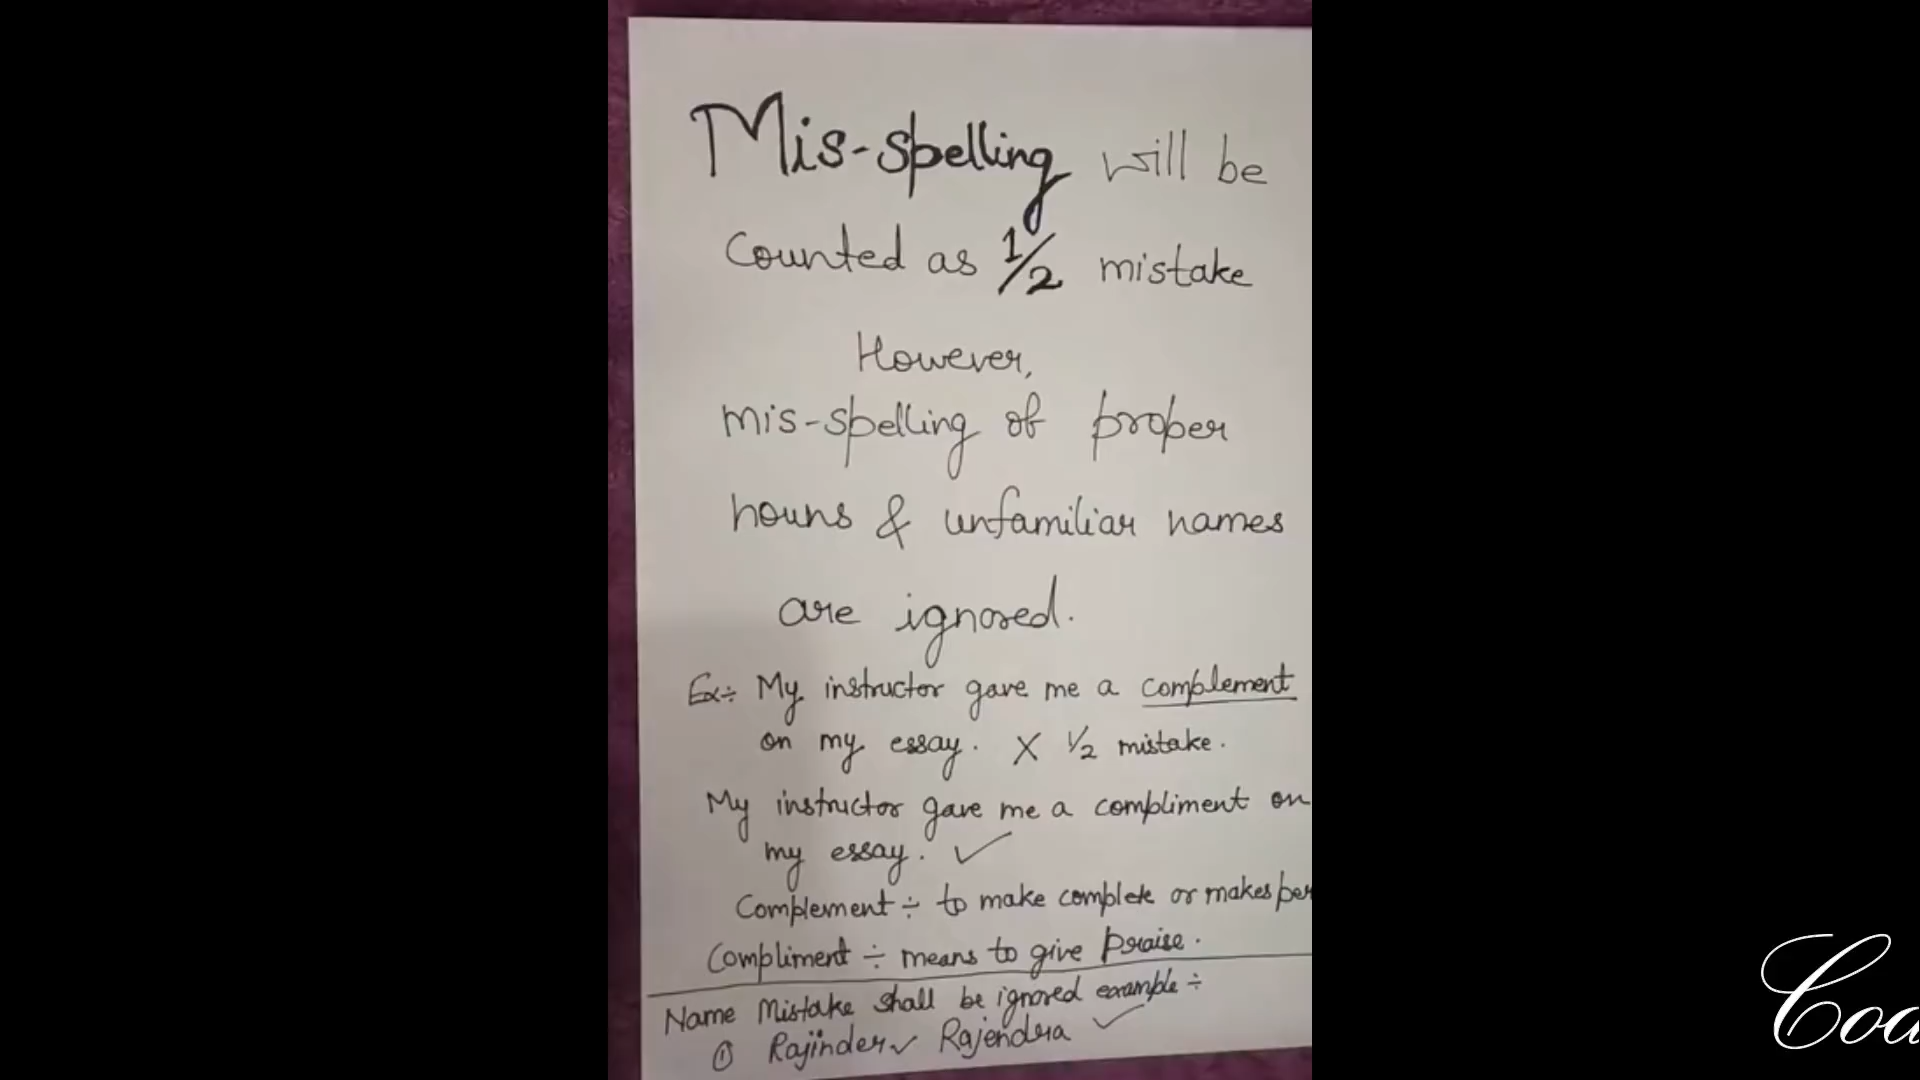 Mis-spelling will be
counted as 1/2 mistake
However,
mis-spelling of proper
nouns & unfamiliar names
are ignored.
Ex÷ My instructor gave me a complement
on my essay. X 1/2 mistake.
My instructor gave me a compliment on
my essay. ✓
Complement ÷ to make complete or makes per
Compliment ÷ means to give praise.
Name Mistake shall be ignored example ÷
① Rajinder ✓ Rajendra ✓
Coa